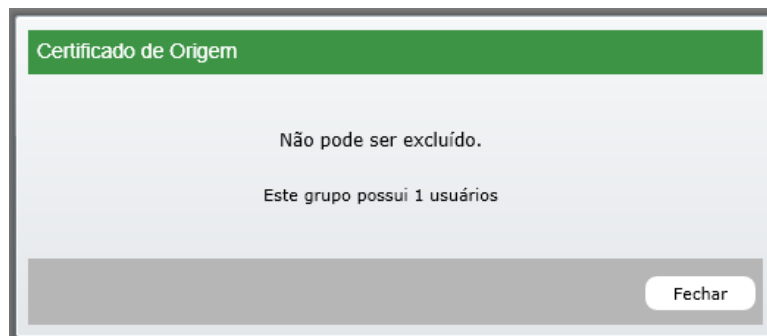 Certificado de Origem
Não pode ser excluído.
Este grupo possui 1 usuários
Fechar